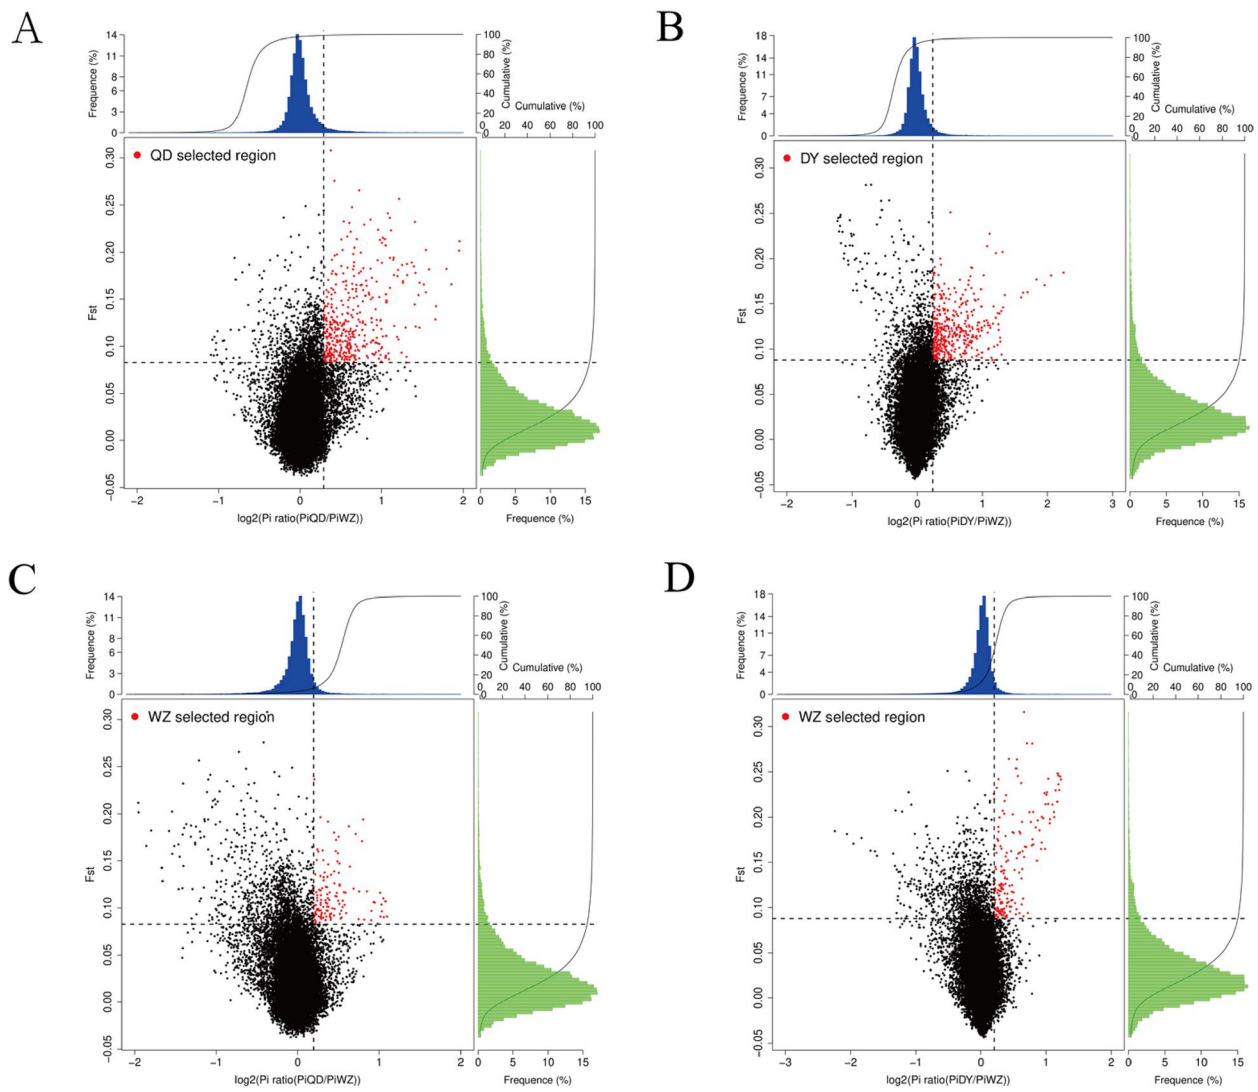 A
Frequence (%)
14
11
8
6
3
0
100
80
60
40
20
0
Cumulative (%)
Cumulative (%)
0 20 40 60 80 100
QD selected region
Fst
0.30
0.25
0.20
0.15
0.10
0.05
0.00
−0.05
−2 −1 0 1 2
log2(Pi ratio(PiQD/PiWZ))
0 5 10 15
Frequence (%)
B
Frequence (%)
18
14
11
7
4
0
100
80
60
40
20
0
Cumulative (%)
Cumulative (%)
0 20 40 60 80 100
DY selected region
Fst
0.30
0.25
0.20
0.15
0.10
0.05
0.00
−0.05
−2 −1 0 1 2 3
log2(Pi ratio(PiDY/PiWZ))
0 5 10 15
Frequence (%)
C
Frequence (%)
14
11
8
6
3
0
100
80
60
40
20
0
Cumulative (%)
Cumulative (%)
0 20 40 60 80 100
WZ selected region
Fst
0.30
0.25
0.20
0.15
0.10
0.05
0.00
−0.05
−2 −1 0 1 2
log2(Pi ratio(PiQD/PiWZ))
0 5 10 15
Frequence (%)
D
Frequence (%)
18
14
11
7
4
0
100
80
60
40
20
0
Cumulative (%)
Cumulative (%)
0 20 40 60 80 100
WZ selected region
Fst
0.30
0.25
0.20
0.15
0.10
0.05
0.00
−0.05
−3 −2 −1 0 1 2
log2(Pi ratio(PiDY/PiWZ))
0 5 10 15
Frequence (%)